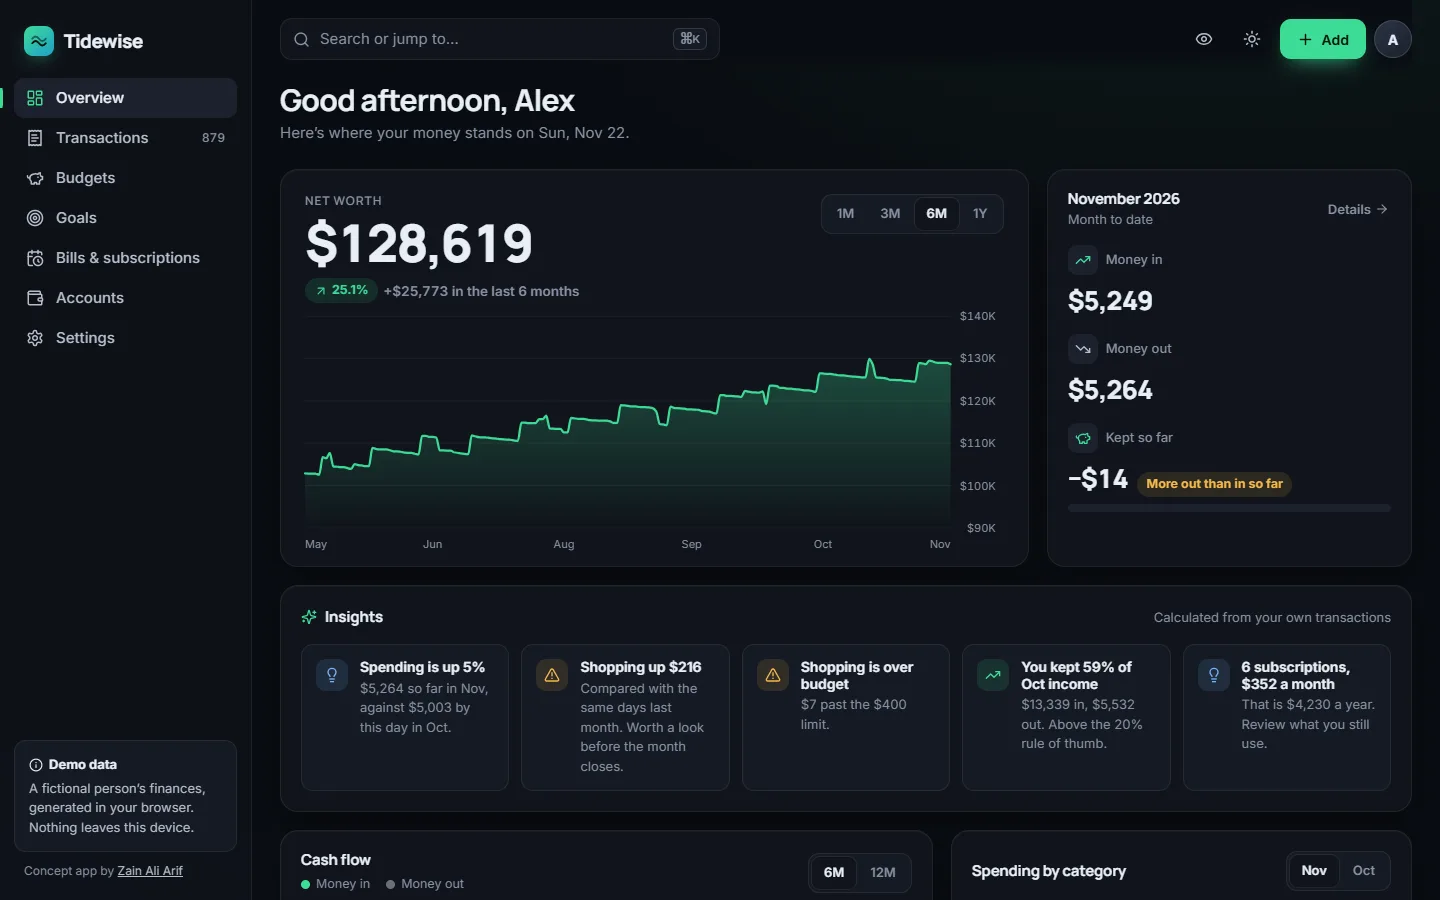 Tidewise
Search or jump to...
⌘K
Add
A
Overview
Transactions 879
Budgets
Goals
Bills & subscriptions
Accounts
Settings
Good afternoon, Alex
Here's where your money stands on Sun, Nov 22.
NET WORTH
$128,619
25.1% +$25,773 in the last 6 months
1M 3M 6M 1Y
$140K
$130K
$120K
$110K
$100K
$90K
May Jun Aug Sep Oct Nov
November 2026
Month to date
Details
Money in
$5,249
Money out
$5,264
Kept so far
−$14 More out than in so far
Insights
Calculated from your own transactions
Spending is up 5%
$5,264 so far in Nov,
against $5,003 by
this day in Oct.
Shopping up $216
Compared with the
same days last
month. Worth a look
before the month
closes.
Shopping is over
budget
$7 past the $400
limit.
You kept 59% of
Oct income
$13,339 in, $5,532
out. Above the 20%
rule of thumb.
6 subscriptions,
$352 a month
That is $4,230 a year.
Review what you still
use.
Cash flow
Money in Money out
6M 12M
Spending by category
Nov Oct
Demo data
A fictional person's finances,
generated in your browser.
Nothing leaves this device.
Concept app by Zain Ali Arif